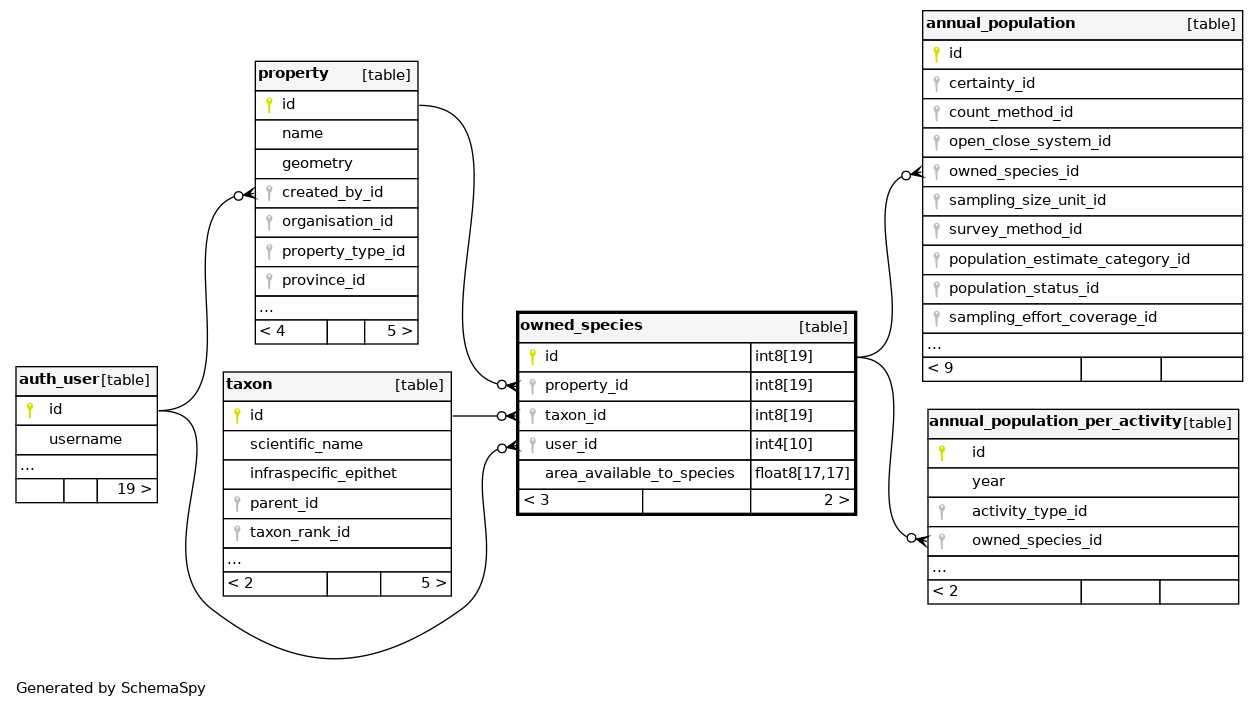 property [table]
id
name
geometry
created_by_id
organisation_id
property_type_id
province_id
...
< 4 5 >
auth_user [table]
id
username
...
19 >
taxon [table]
id
scientific_name
infraspecific_epithet
parent_id
taxon_rank_id
...
< 2 5 >
owned_species [table]
id int8[19]
property_id int8[19]
taxon_id int8[19]
user_id int4[10]
area_available_to_species float8[17,17]
< 3 2 >
annual_population [table]
id
certainty_id
count_method_id
open_close_system_id
owned_species_id
sampling_size_unit_id
survey_method_id
population_estimate_category_id
population_status_id
sampling_effort_coverage_id
...
< 9
annual_population_per_activity [table]
id
year
activity_type_id
owned_species_id
...
< 2
Generated by SchemaSpy